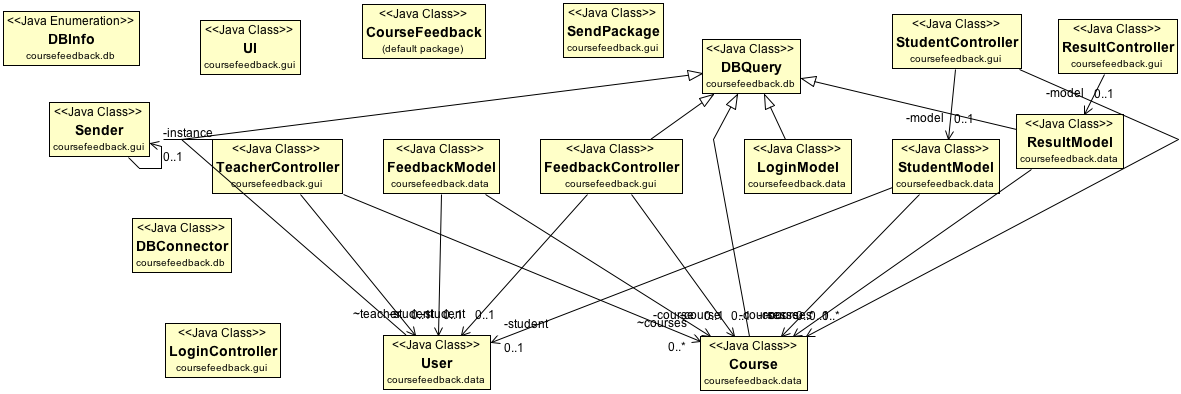 <<Java Enumeration>>
DBInfo
coursefeedback.db
<<Java Class>>
UI
coursefeedback.gui
<<Java Class>>
CourseFeedback
(default package)
<<Java Class>>
SendPackage
coursefeedback.gui
<<Java Class>>
StudentController
coursefeedback.gui
<<Java Class>>
ResultController
coursefeedback.gui
<<Java Class>>
DBQuery
coursefeedback.db
-model
0..1
-model
0..1
<<Java Class>>
Sender
coursefeedback.gui
-instance
0..1
<<Java Class>>
TeacherController
coursefeedback.gui
<<Java Class>>
FeedbackModel
coursefeedback.data
<<Java Class>>
FeedbackController
coursefeedback.gui
<<Java Class>>
LoginModel
coursefeedback.data
<<Java Class>>
StudentModel
coursefeedback.data
<<Java Class>>
ResultModel
coursefeedback.data
<<Java Class>>
DBConnector
coursefeedback.db
~teacher
-student
0..1
-student
0..1
~courses
0..*
0..*
<<Java Class>>
LoginController
coursefeedback.gui
<<Java Class>>
User
coursefeedback.data
<<Java Class>>
Course
coursefeedback.data